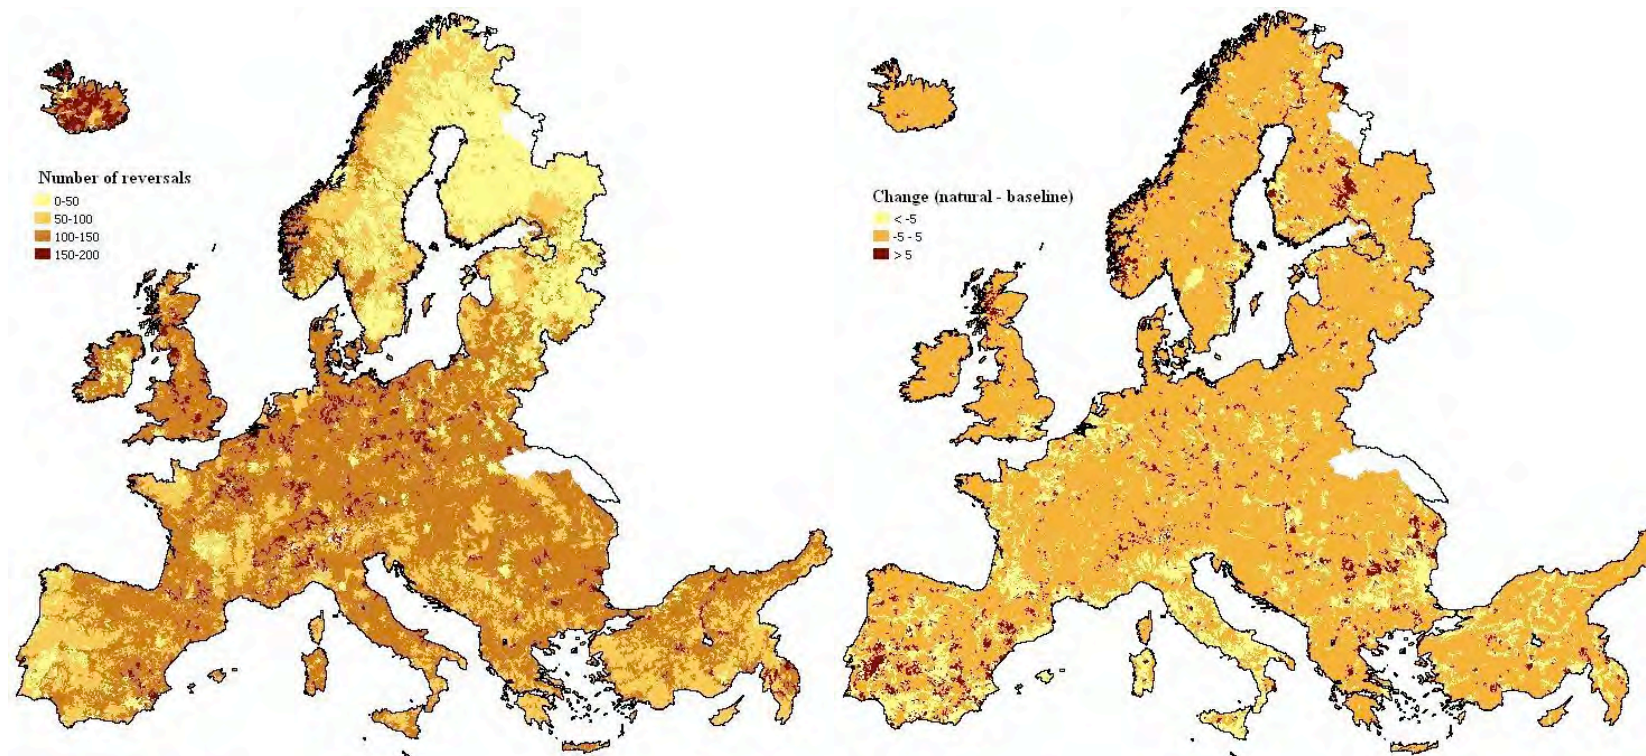 Number of reversals
0-50
50-100
100-150
150-200
Change (natural - baseline)
< -5
-5 - 5
> 5